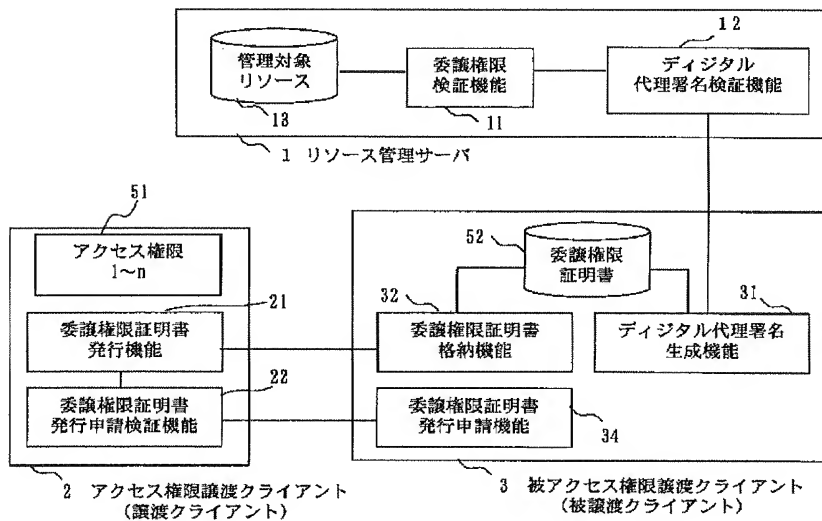 12
管理対象
リソース
13
委譲権限
検証機能
11
ディジタル
代理署名検証機能
1 リソース管理サーバ
51
アクセス権限
1~n
21
委譲権限証明書
発行機能
22
委譲権限証明書
発行申請検証機能
2 アクセス権限譲渡クライアント
(譲渡クライアント)
52
委譲権限
証明書
32
委譲権限証明書
格納機能
31
ディジタル代理署名
生成機能
委譲権限証明書
発行申請機能
34
3 被アクセス権限譲渡クライアント
(被譲渡クライアント)